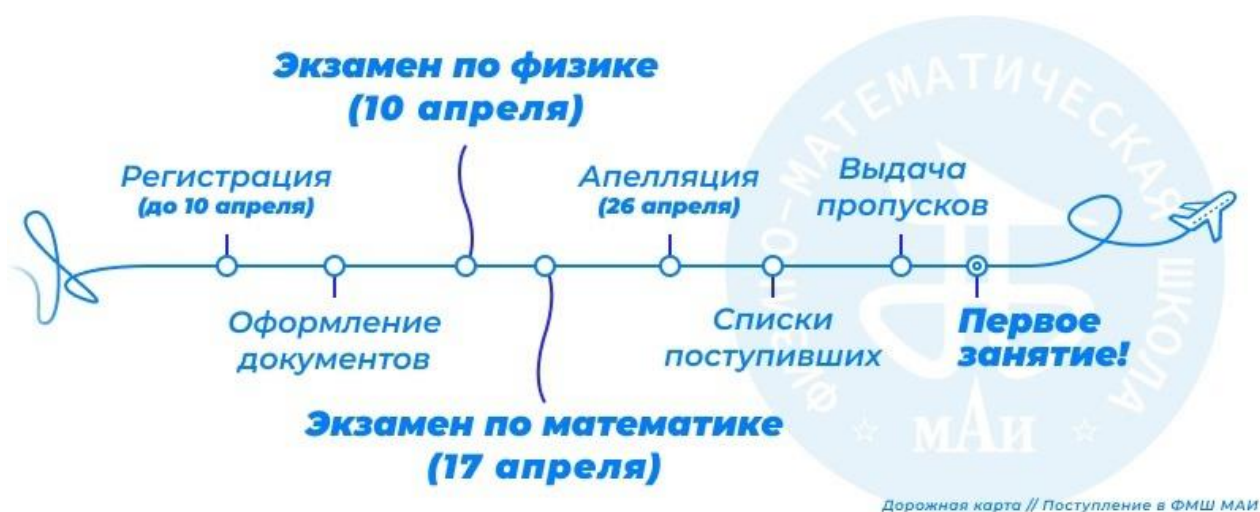 Экзамен по физике
(10 апреля)
Регистрация
(до 10 апреля)
Апелляция
(26 апреля)
Выдача
пропусков
Оформление
документов
Списки
поступивших
Первое
занятие!
Экзамен по математике
(17 апреля)
ФИЗИКО-МАТЕМАТИЧЕСКАЯ ШКОЛА
МАИ
Дорожная карта // Поступление в ФМШ МАИ